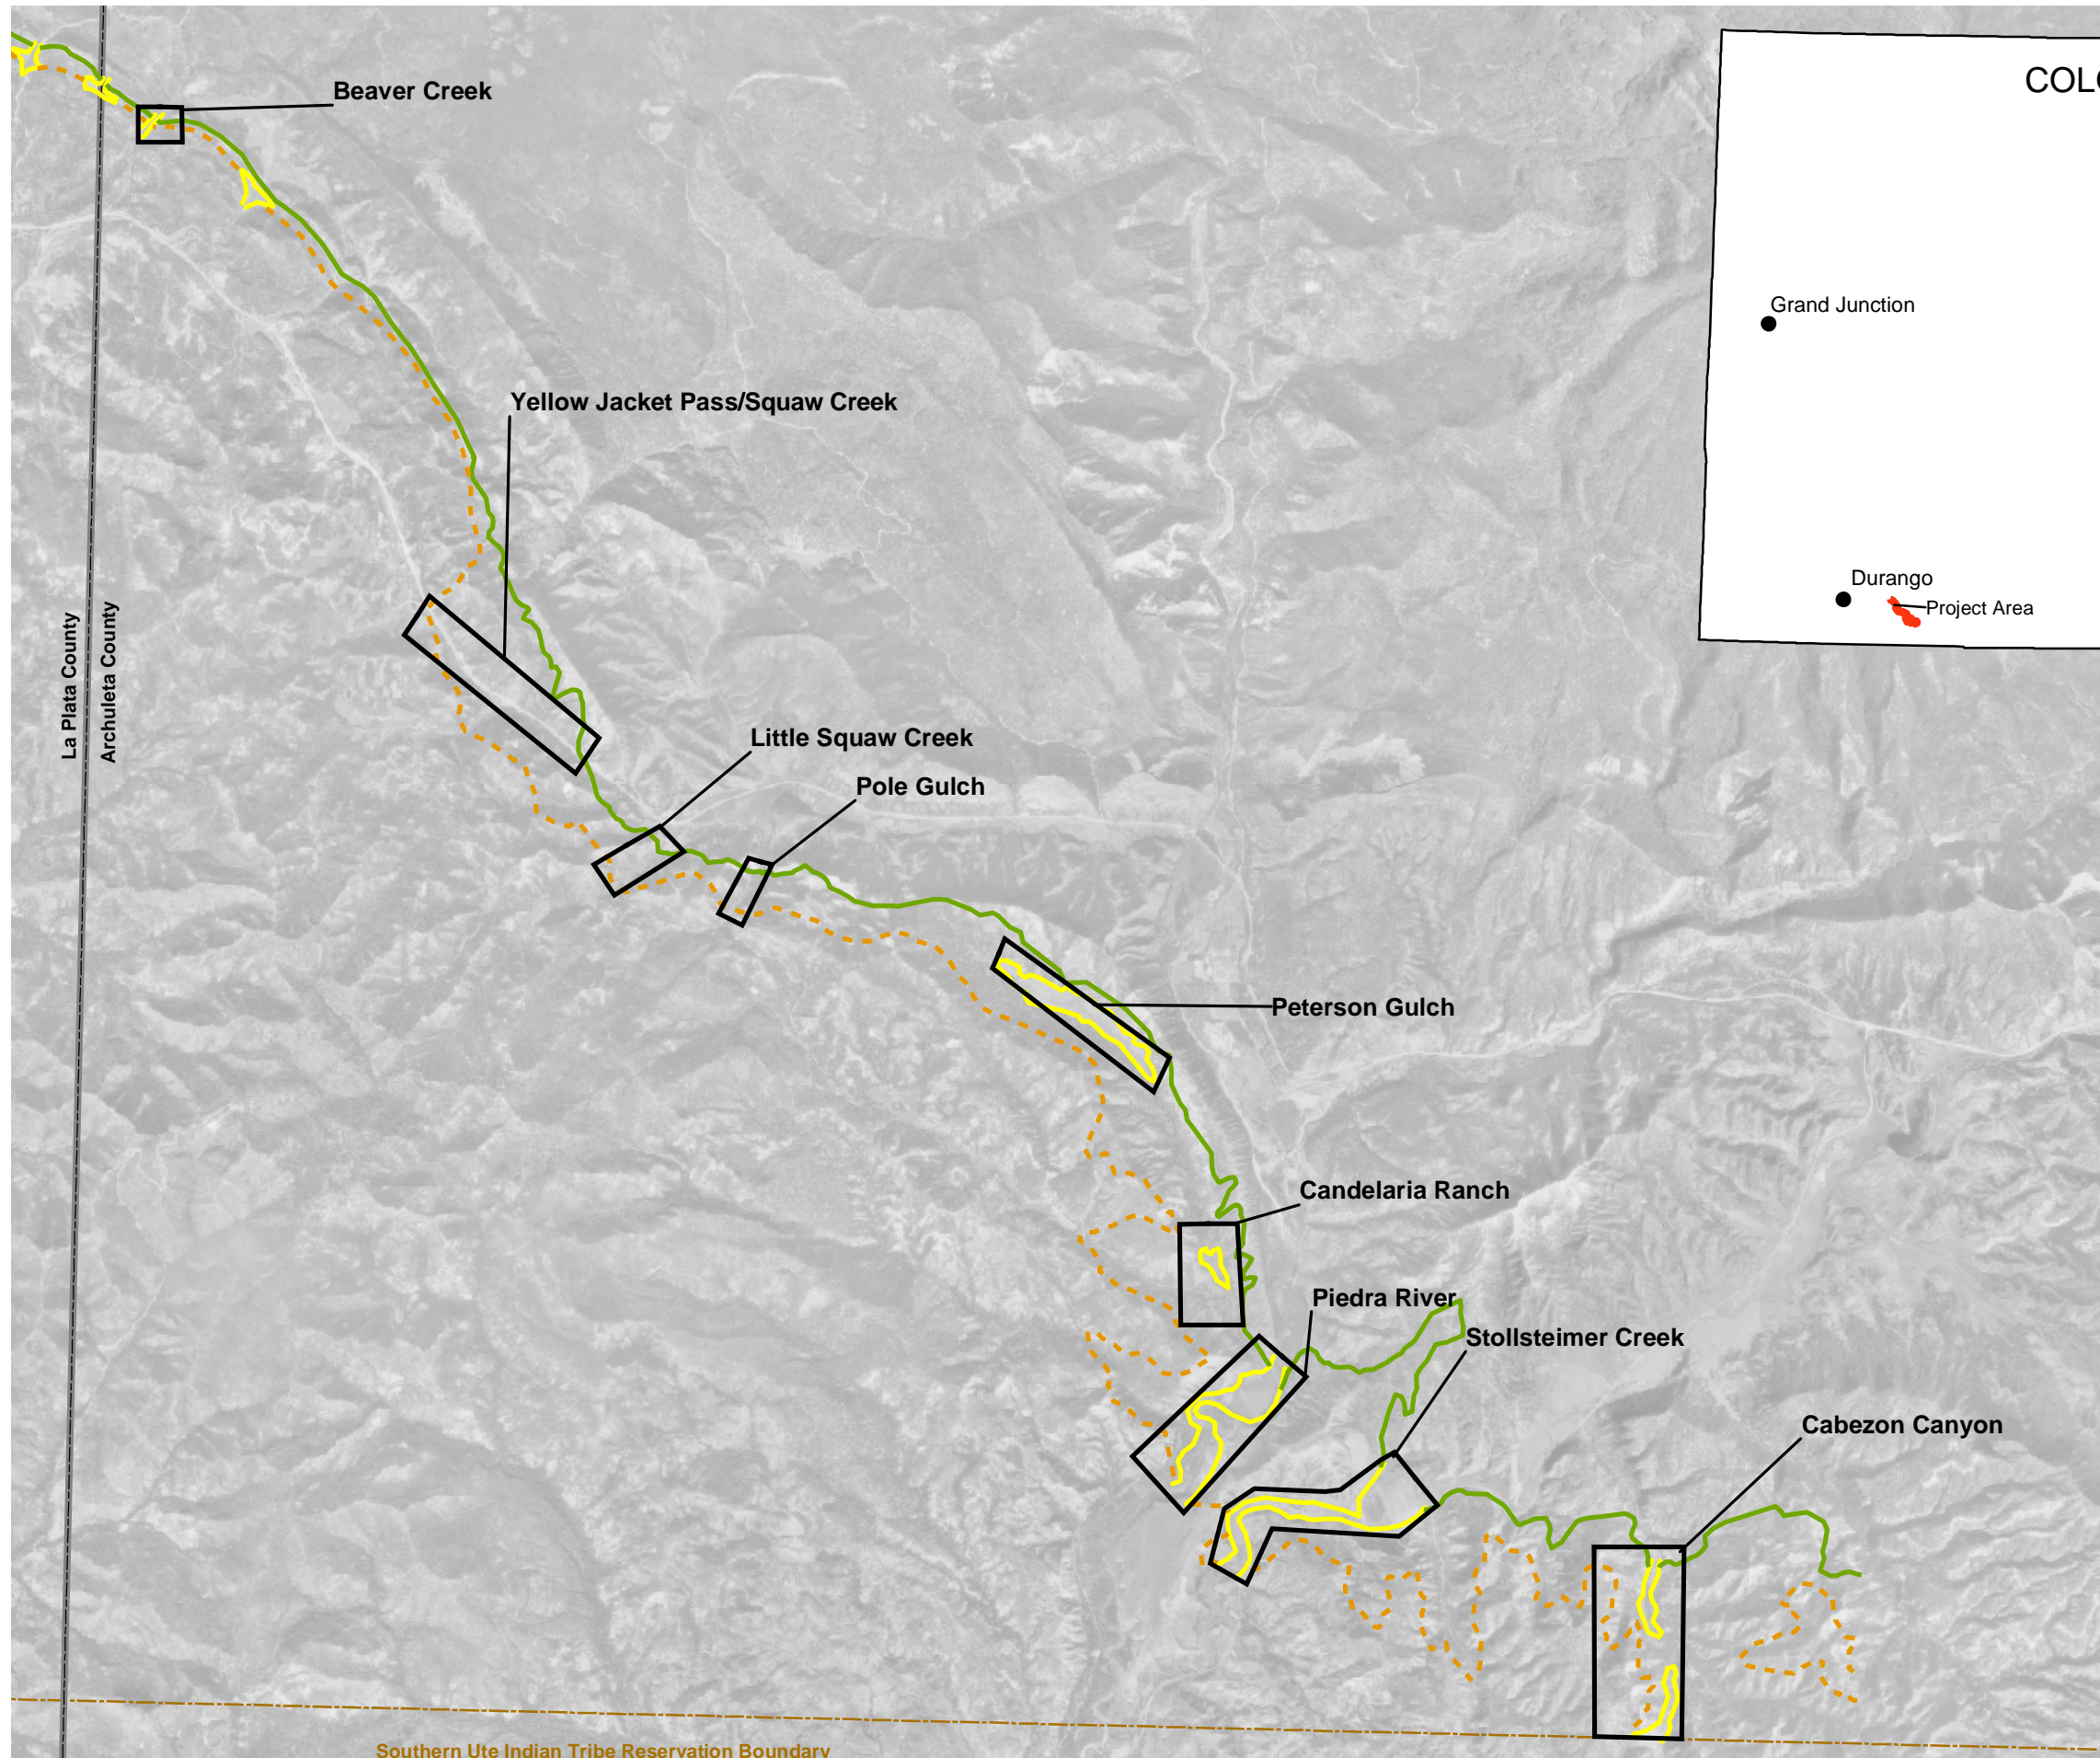 COLO
Beaver Creek
Grand Junction
Yellow Jacket Pass/Squaw Creek
Durango
Project Area
La Plata County
Archuleta County
Little Squaw Creek
Pole Gulch
Peterson Gulch
Candelaria Ranch
Piedra River
Stollsteimer Creek
Cabezon Canyon
Southern Ute Indian Tribe Reservation Boundary